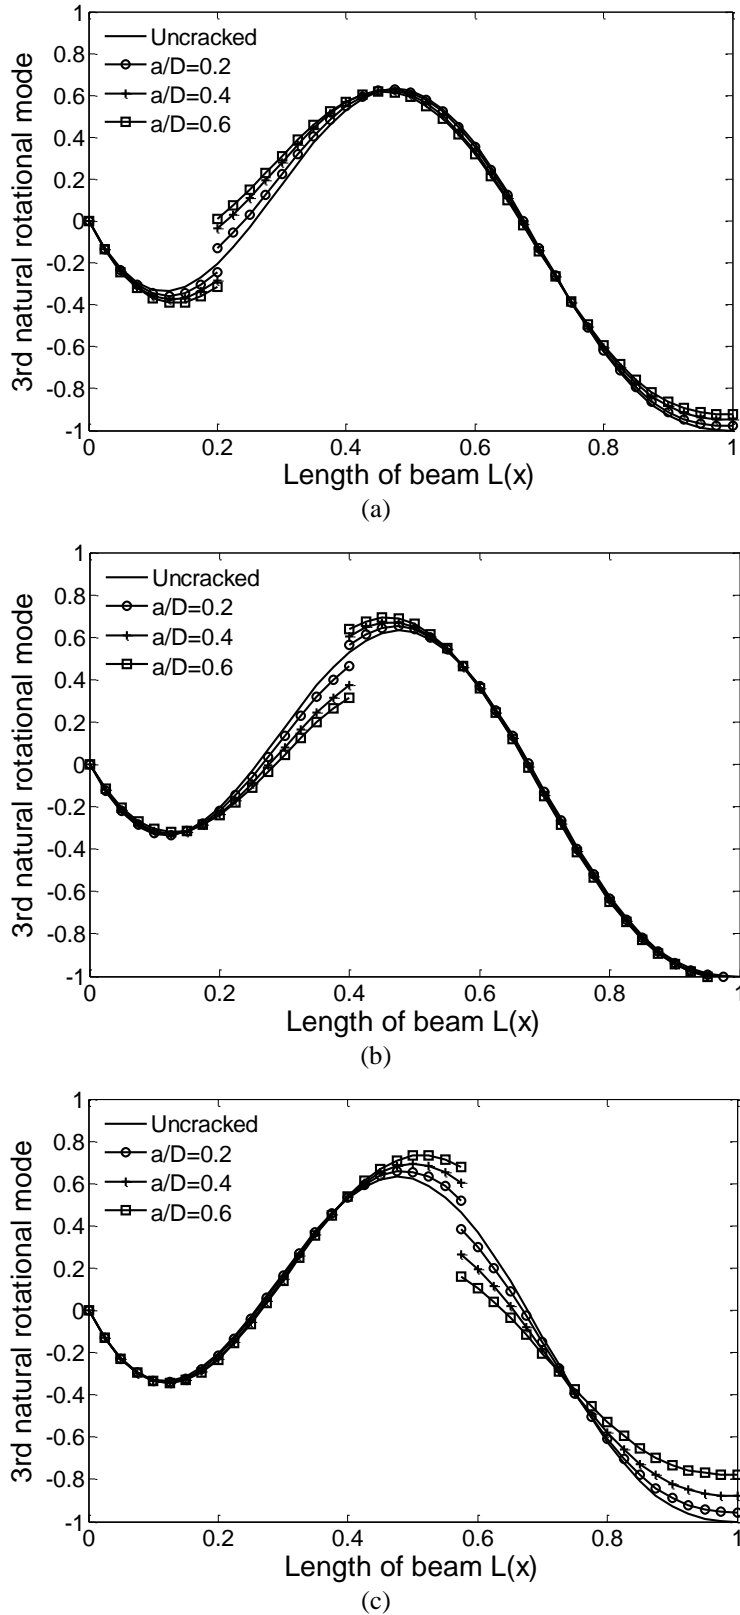 1
0.8
0.6
0.4
0.2
0
-0.2
-0.4
-0.6
-0.8
-1
3rd natural rotational mode
Uncracked
a/D=0.2
a/D=0.4
a/D=0.6
0 0.2 0.4 0.6 0.8 1
Length of beam L(x)
(a)
1
0.8
0.6
0.4
0.2
0
-0.2
-0.4
-0.6
-0.8
-1
3rd natural rotational mode
Uncracked
a/D=0.2
a/D=0.4
a/D=0.6
0 0.2 0.4 0.6 0.8 1
Length of beam L(x)
(b)
1
0.8
0.6
0.4
0.2
0
-0.2
-0.4
-0.6
-0.8
-1
3rd natural rotational mode
Uncracked
a/D=0.2
a/D=0.4
a/D=0.6
0 0.2 0.4 0.6 0.8 1
Length of beam L(x)
(c)